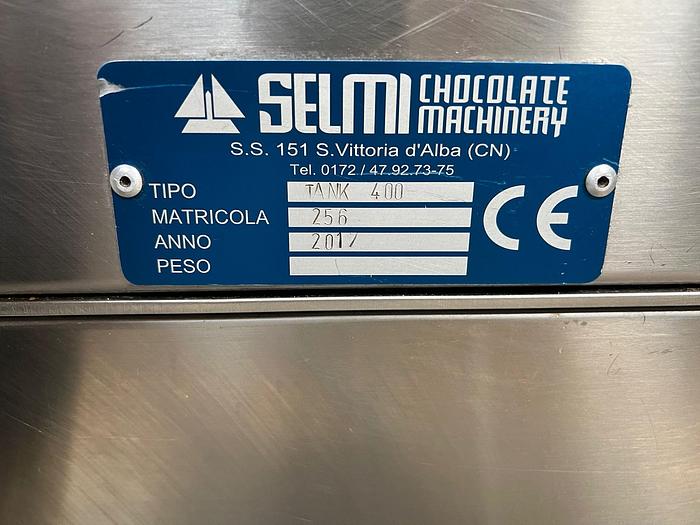 SELMI CHOCOLATE MACHINERY
S.S. 151 S.Vittoria d'Alba (CN)
Tel. 0172 / 47.92.73-75
TIPO TANK 400
MATRICOLA 256
ANNO 2017
PESO
CE